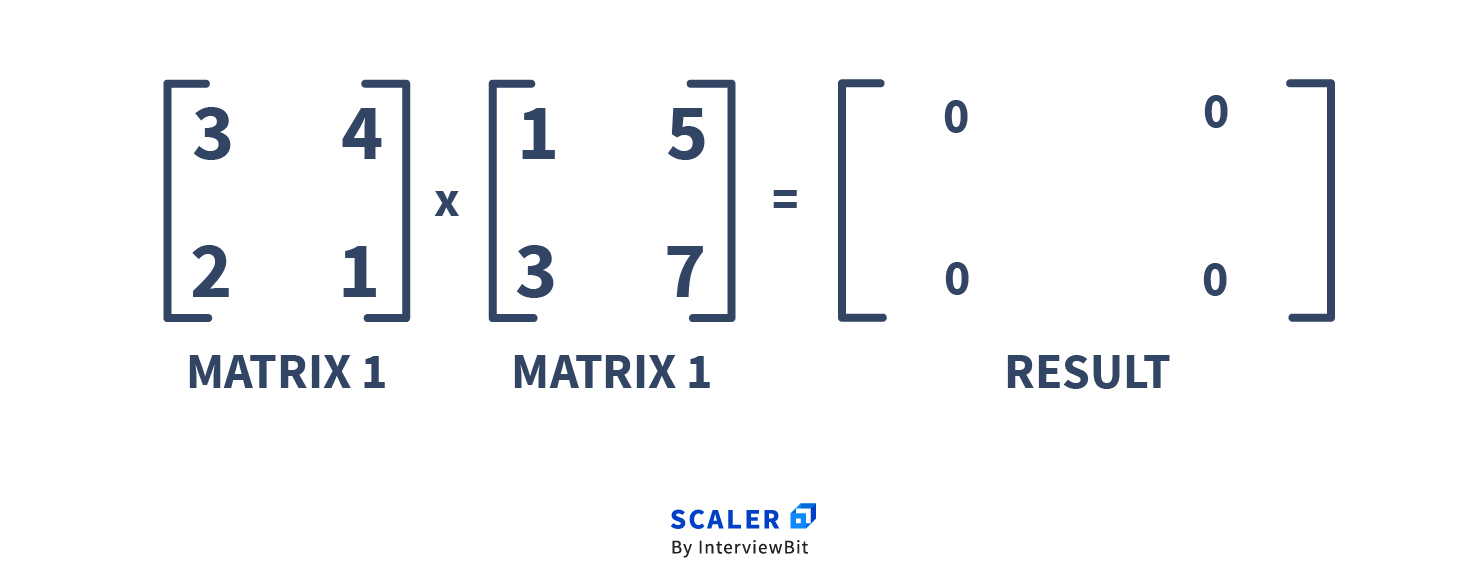 3 4 1 5 0 0
x =
2 1 3 7 0 0
MATRIX 1 MATRIX 1 RESULT
SCALER
By InterviewBit